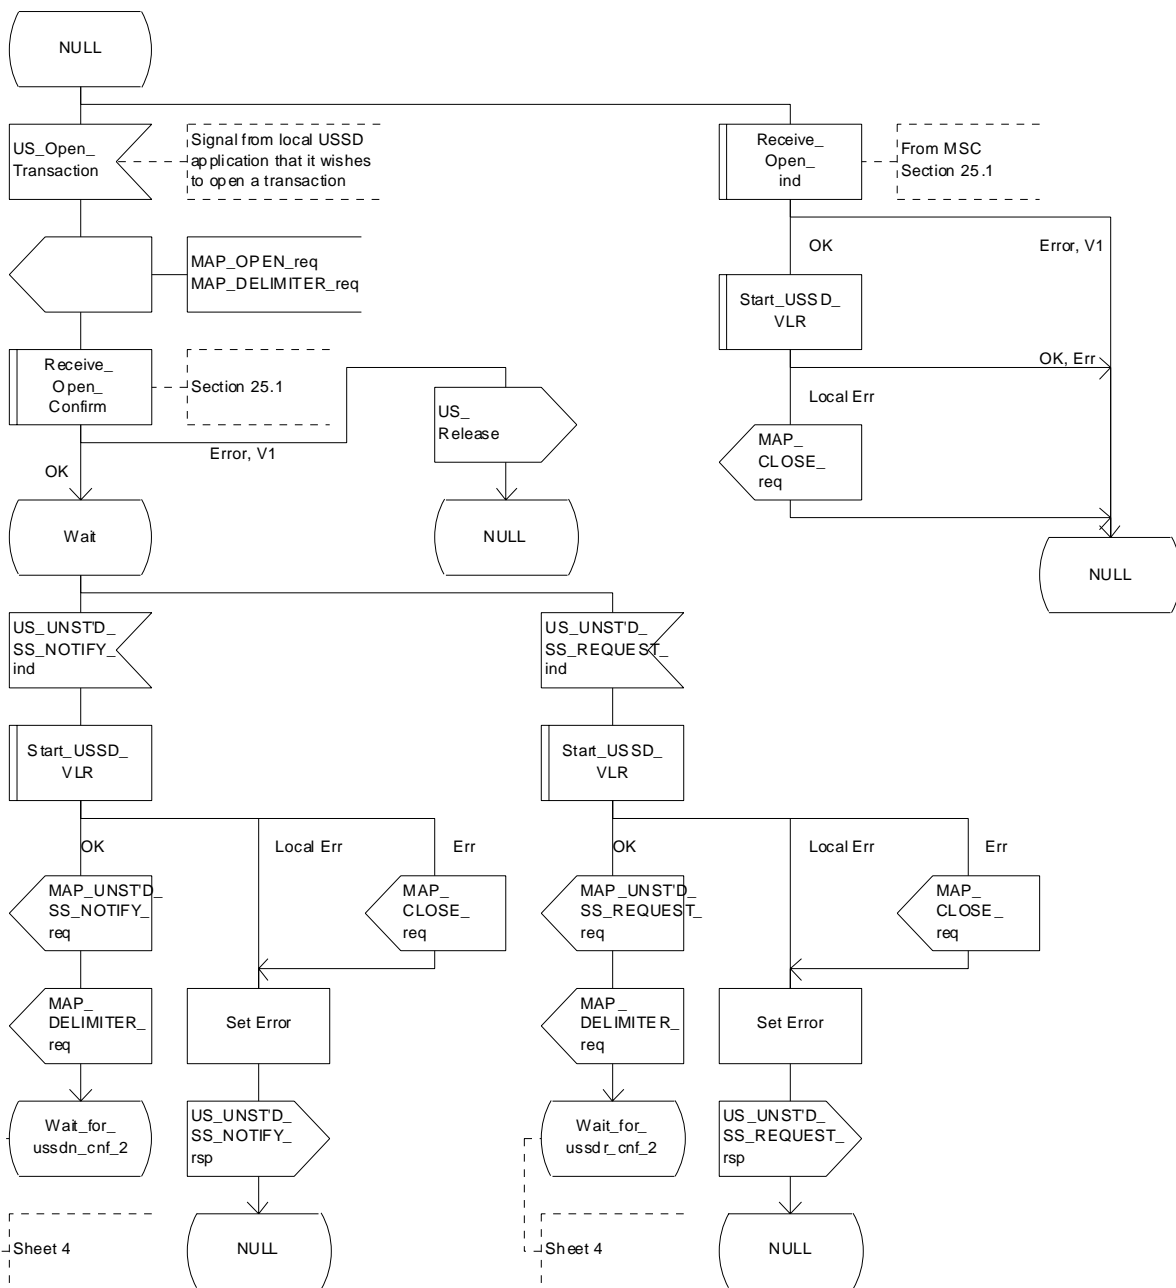 NULL
US_Open_
Transaction
Signal from local USSD
application that it wishes
to open a transaction
Receive_
Open_
ind
From MSC
Section 25.1
OK
Error, V1
MAP_OPEN_req
MAP_DELIMITER_req
Start_USSD_
VLR
Receive_
Open_
Confirm
Section 25.1
OK, Err
Local Err
US_
Release
Error, V1
OK
MAP_
CLOSE_
req
Wait
NULL
NULL
US_UNST'D_
SS_NOTIFY_
ind
US_UNST'D_
SS_REQUEST_
ind
Start_USSD_
VLR
Start_USSD_
VLR
OK
Local Err
Err
OK
Local Err
Err
MAP_UNST'D_
SS_NOTIFY_
req
MAP_
CLOSE_
req
MAP_UNST'D_
SS_REQUEST_
req
MAP_
CLOSE_
req
MAP_
DELIMITER_
req
Set Error
MAP_
DELIMITER_
req
Set Error
Wait_for_
ussdn_cnf_2
US_UNST'D_
SS_NOTIFY_
rsp
Wait_for_
ussdr_cnf_2
US_UNST'D_
SS_REQUEST_
rsp
Sheet 4
NULL
Sheet 4
NULL